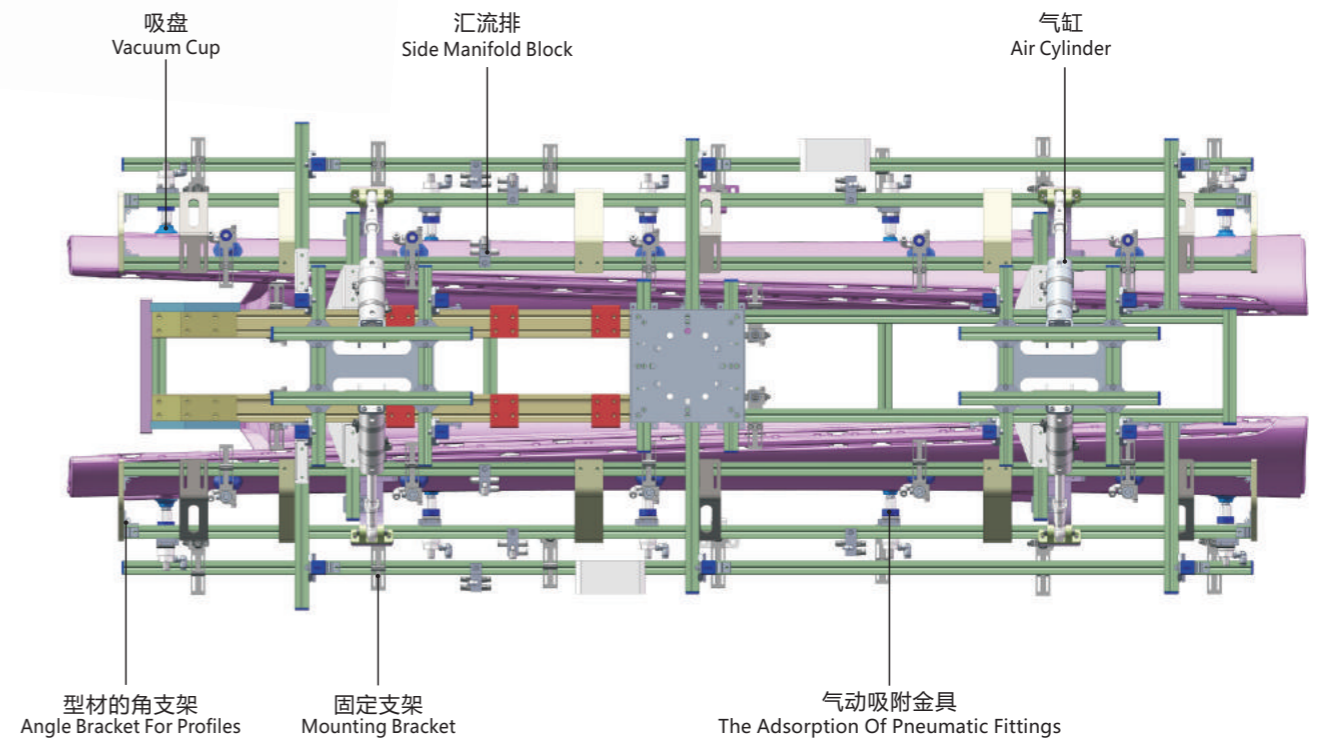 吸盘
Vacuum Cup
汇流排
Side Manifold Block
气缸
Air Cylinder
型材的角支架
Angle Bracket For Profiles
固定支架
Mounting Bracket
气动吸附金具
The Adsorption Of Pneumatic Fittings